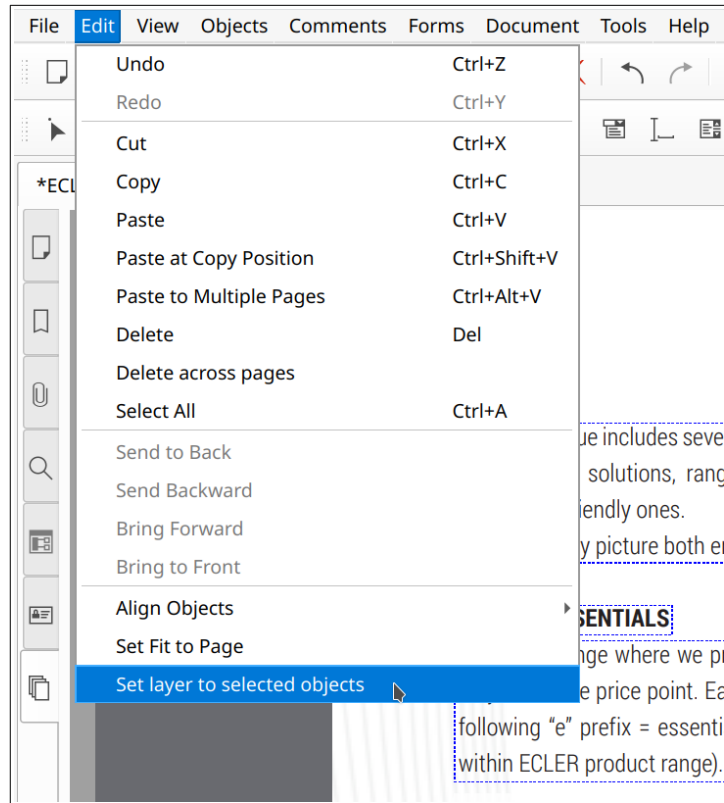 File Edit View Objects Comments Forms Document Tools Help
Undo Ctrl+Z
Redo Ctrl+Y
Cut Ctrl+X
*ECL
Copy Ctrl+C
Paste Ctrl+V
Paste at Copy Position Ctrl+Shift+V
Paste to Multiple Pages Ctrl+Alt+V
Delete Del
Delete across pages
Select All Ctrl+A
ue includes seve
Send to Back
solutions, rang
Send Backward
iendly ones.
Bring Forward
y picture both en
Bring to Front
Align Objects
SENTIALS
Set Fit to Page
nge where we pr
Set layer to selected objects
e price point. Ea
following “e” prefix = essenti
within ECLER product range).